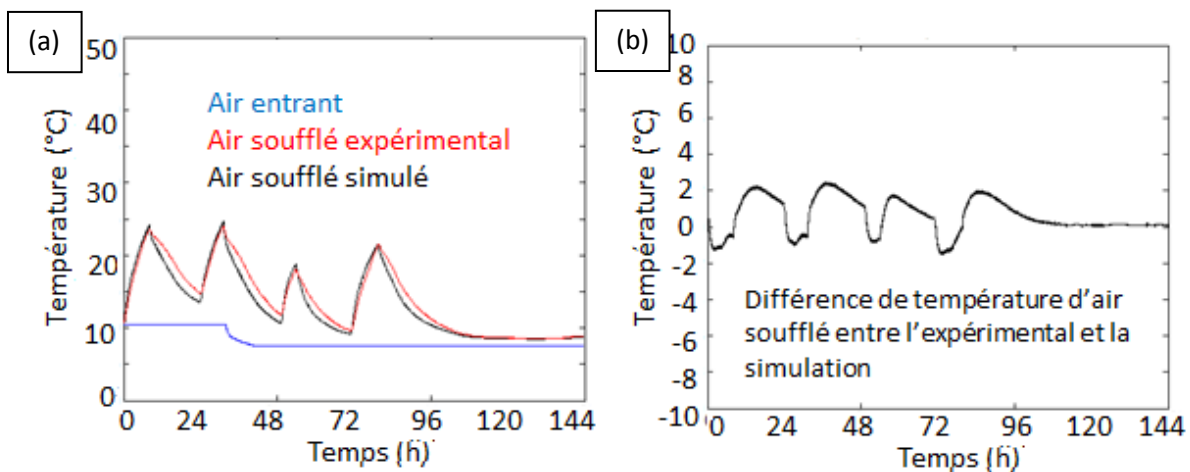 (a)
50
40
30
20
10
0
Température (°C)
Air entrant
Air soufflé expérimental
Air soufflé simulé
0 24 48 72 96 120 144
Temps (h)
(b)
10
8
6
4
2
0
-2
-4
-6
-8
-10
Température (°C)
Différence de température d'air
soufflé entre l'expérimental et la
simulation
0 24 48 72 96 120 144
Temps (h)